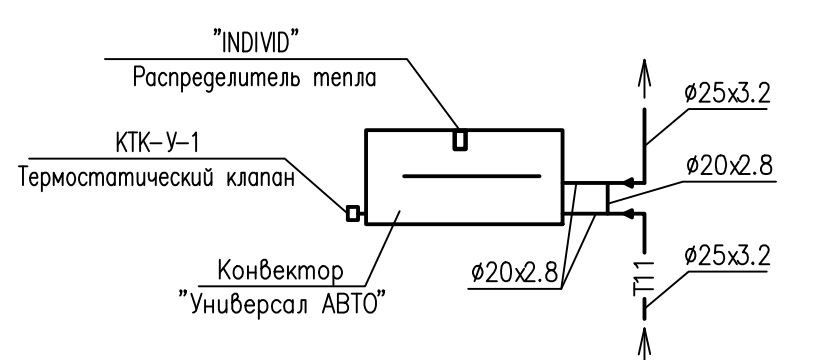 "INDIVID"
Распределитель тепла
ø25x3.2
КТК-У-1
Термостатический клапан
ø20x2.8
Конвектор
"Универсал АВТО"
ø20x2.8
ø25x3.2
T11